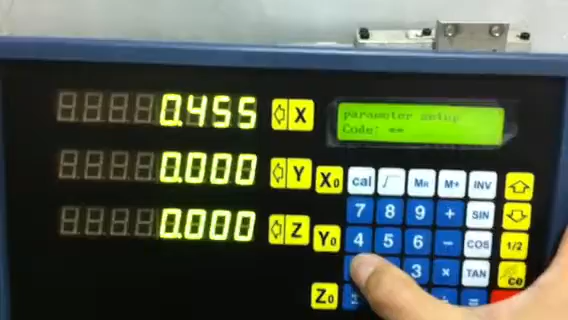 0.455 X
parameter setup
Code: **
0.000 Y X0
0.000 Z Y0
Z0
cal √ MR M+ INV
7 8 9 + SIN
4 5 6 − COS 1/2
3 × TAN ce
=